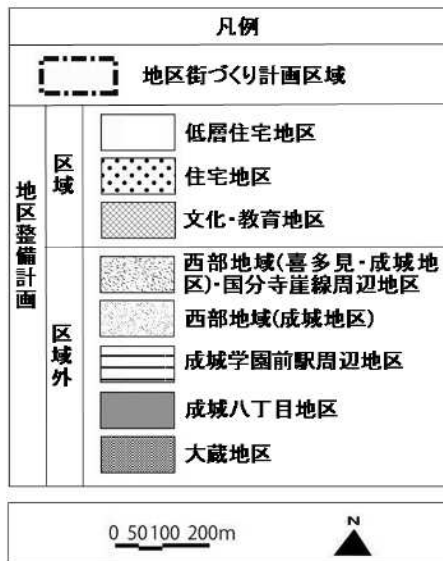 凡例
地区街づくり計画区域
地区整備計画
区域
低層住宅地区
住宅地区
文化・教育地区
区域外
西部地域(喜多見・成城地
区)・国分寺崖線周辺地区
西部地域(成城地区)
成城学園前駅周辺地区
成城八丁目地区
大蔵地区
0 50100 200m
N